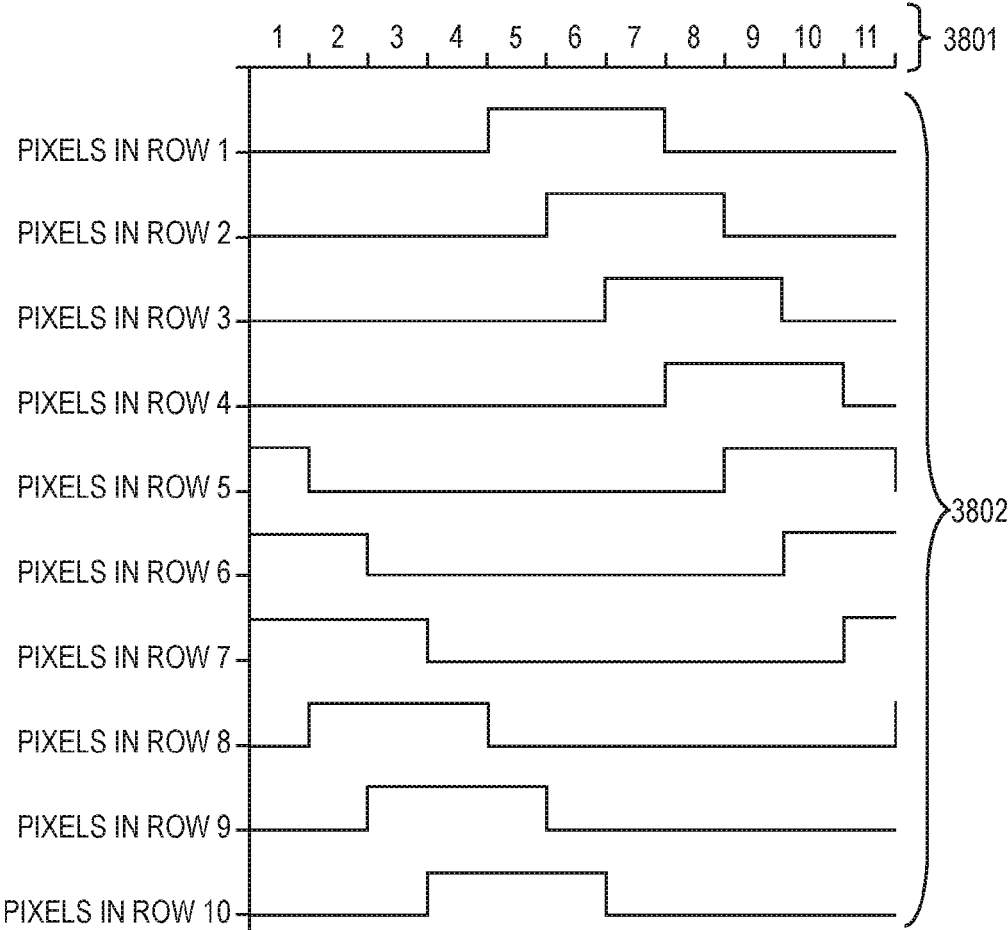 1 2 3 4 5 6 7 8 9 10 11 3801
PIXELS IN ROW 1
PIXELS IN ROW 2
PIXELS IN ROW 3
PIXELS IN ROW 4
PIXELS IN ROW 5
3802
PIXELS IN ROW 6
PIXELS IN ROW 7
PIXELS IN ROW 8
PIXELS IN ROW 9
PIXELS IN ROW 10